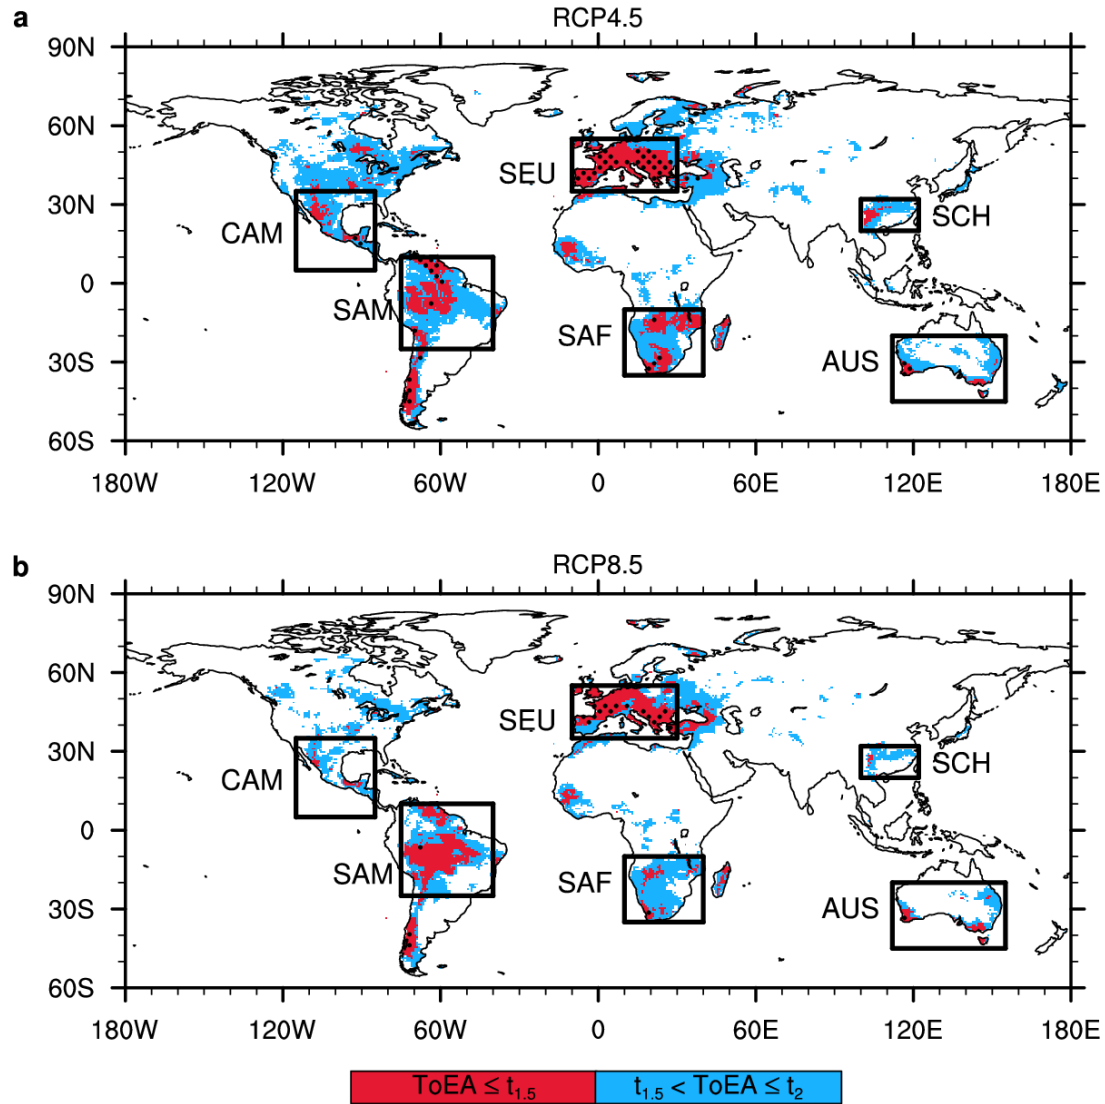 a
RCP4.5
90N
60N
30N
0
30S
60S
SEU
SCH
CAM
SAM
SAF
AUS
180W 120W 60W 0 60E 120E 180E
b
RCP8.5
90N
60N
30N
0
30S
60S
SEU
SCH
CAM
SAM
SAF
AUS
180W 120W 60W 0 60E 120E 180E
ToEA ≤ t1.5
t1.5 < ToEA ≤ t2